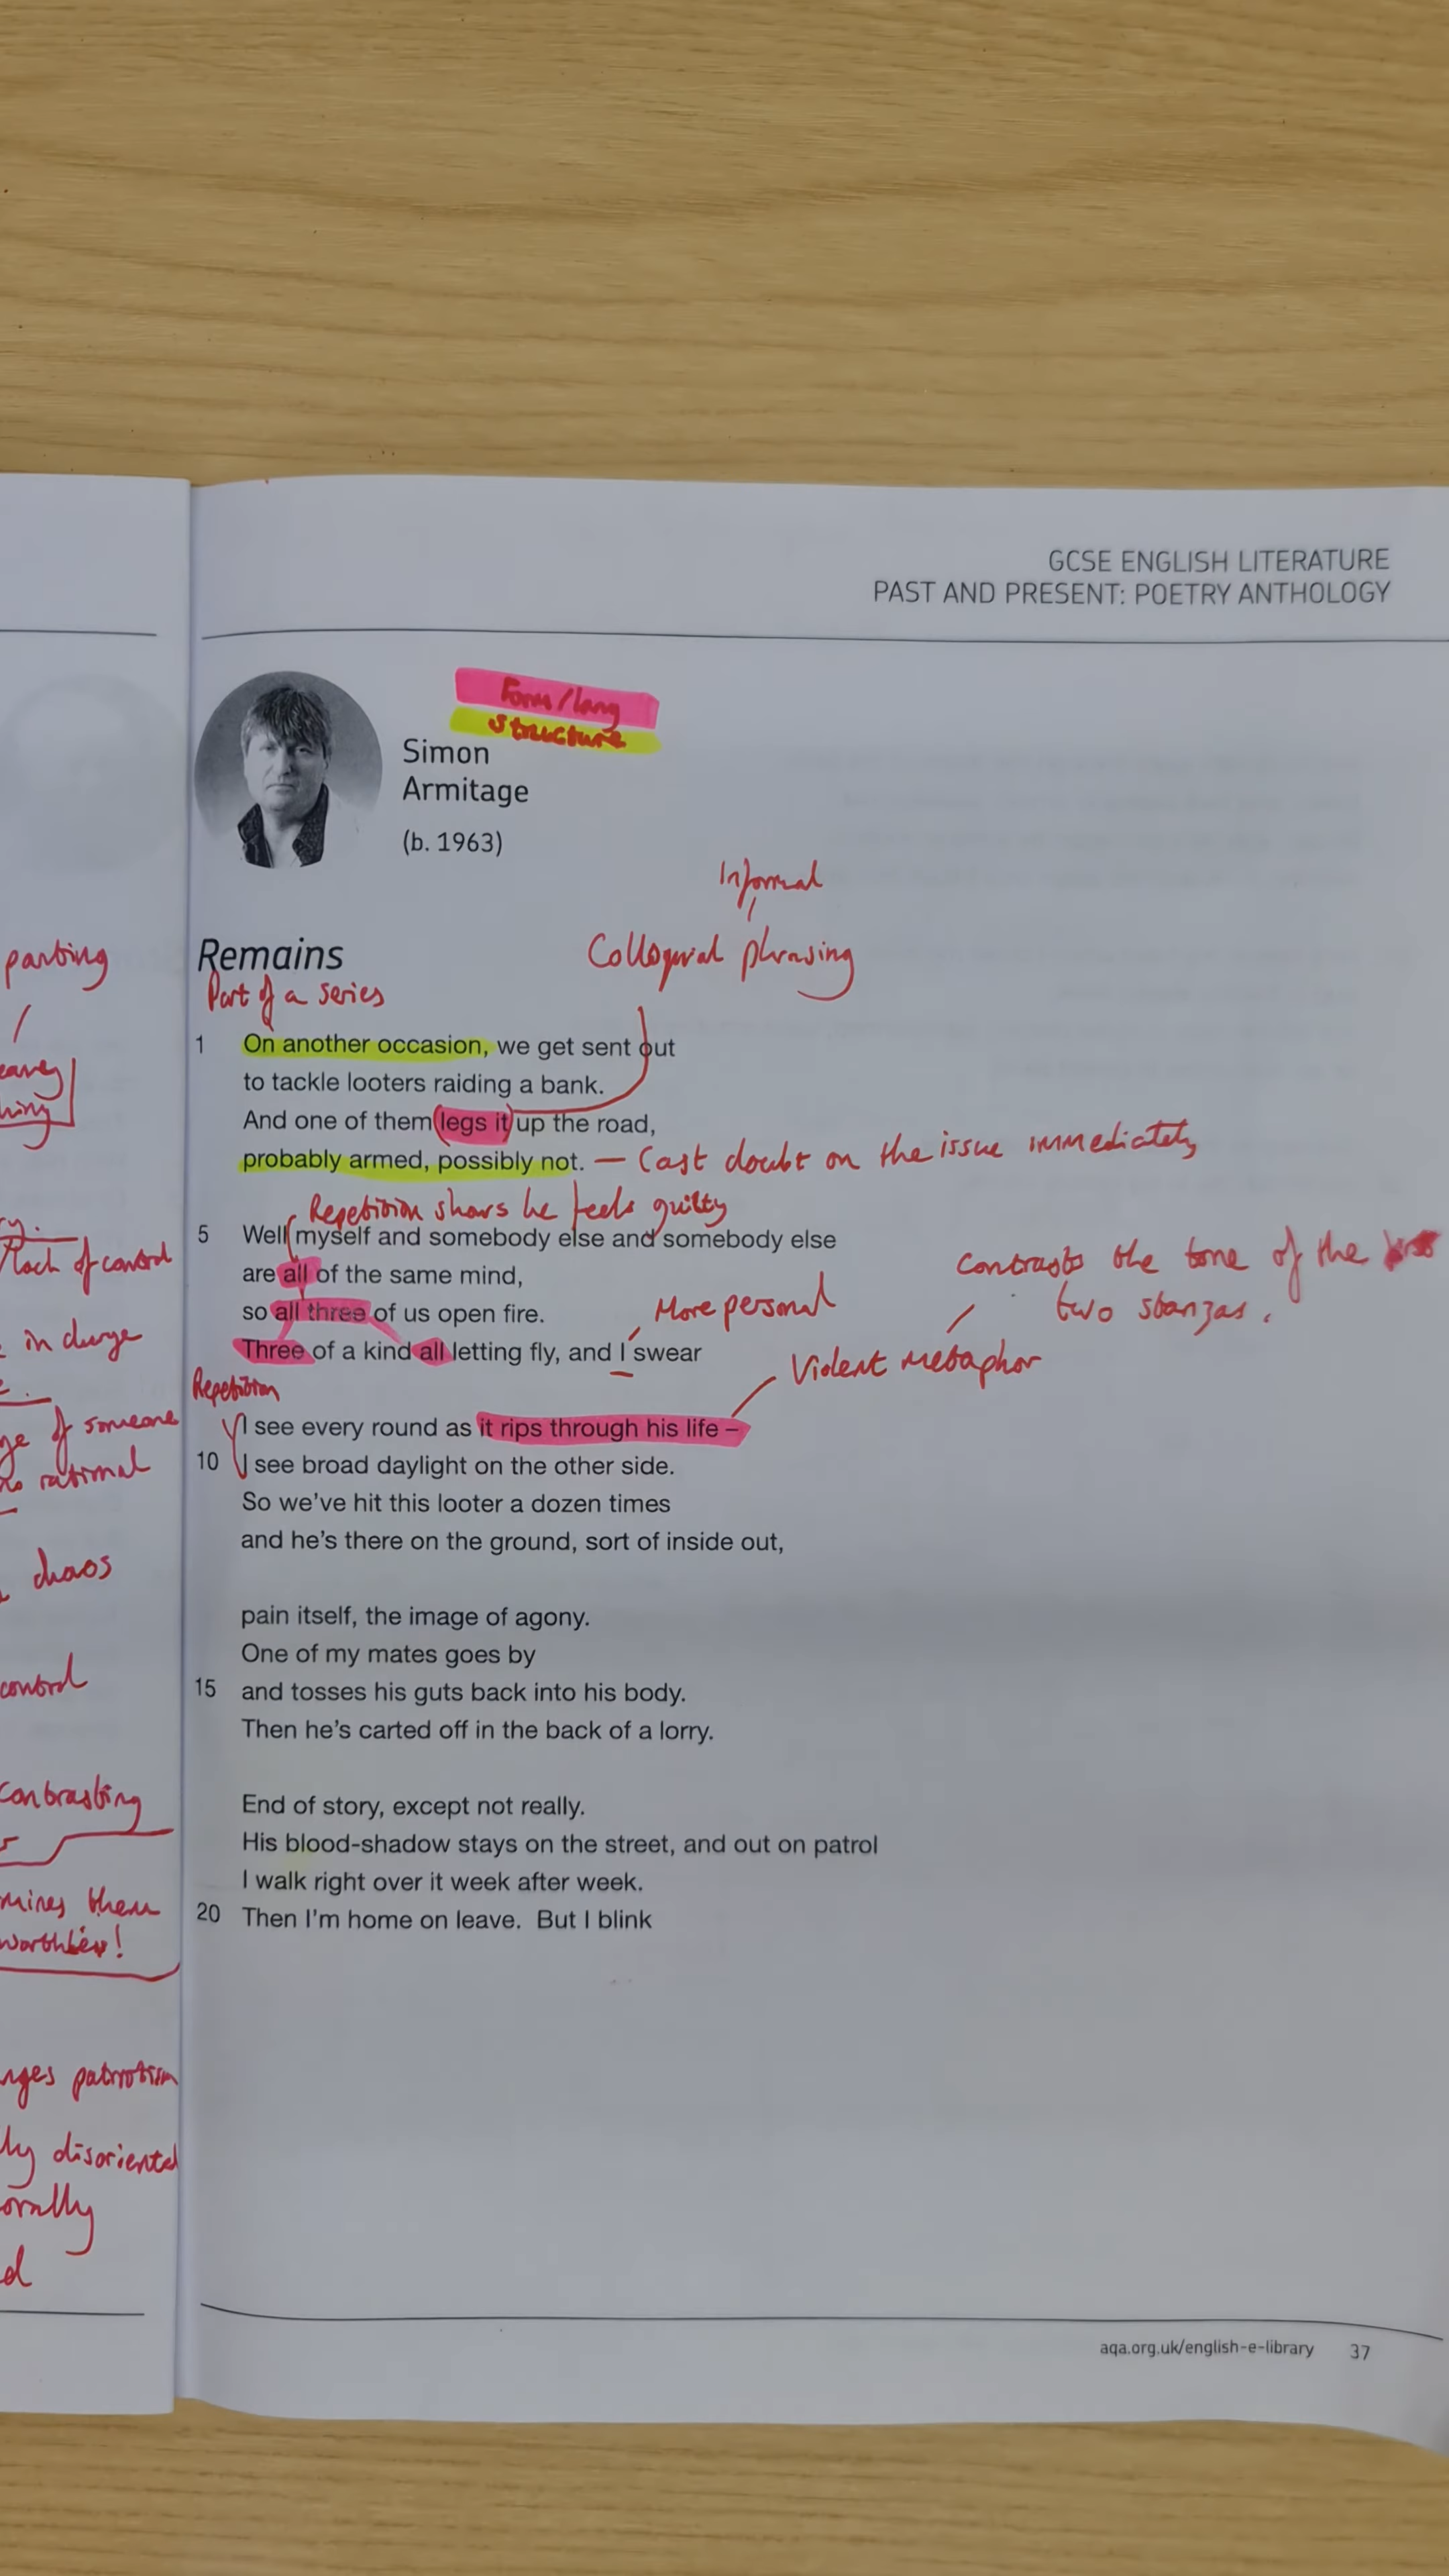 GCSE ENGLISH LITERATURE
PAST AND PRESENT: POETRY ANTHOLOGY
Form/lang
structure
Simon
Armitage
(b. 1963)
Informal
Colloquial phrasing
Remains
Part of a series
1 On another occasion, we get sent out
to tackle looters raiding a bank.
And one of them legs it up the road,
probably armed, possibly not. — Cast doubt on the issue immediately
Repetition shows he feels guilty
5 Well myself and somebody else and somebody else
are all of the same mind,
so all three of us open fire.
More personal
Three of a kind all letting fly, and I swear
Contrasts the tone of the
two stanzas.
Violent metaphor
Repetition
I see every round as it rips through his life –
10 I see broad daylight on the other side.
So we've hit this looter a dozen times
and he's there on the ground, sort of inside out,
pain itself, the image of agony.
One of my mates goes by
15 and tosses his guts back into his body.
Then he's carted off in the back of a lorry.
End of story, except not really.
His blood-shadow stays on the street, and out on patrol
I walk right over it week after week.
20 Then I'm home on leave. But I blink
aqa.org.uk/english-e-library 37
panting
lack of control
in charge
of someone
rational
chaos
control
contrasting
them
worthless!
patriotism
disoriented